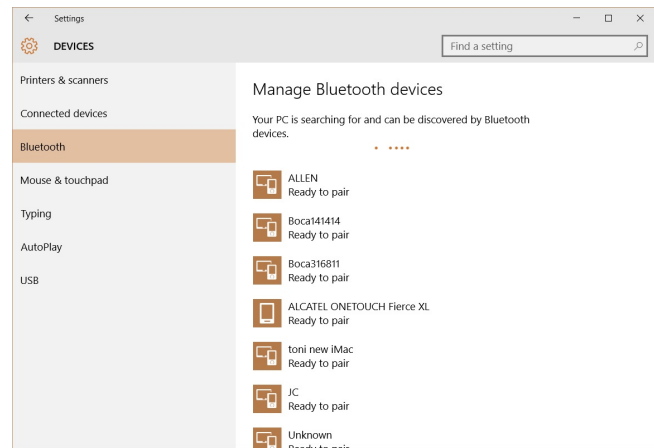 Settings
DEVICES
Find a setting
Printers & scanners
Connected devices
Bluetooth
Mouse & touchpad
Typing
AutoPlay
USB
Manage Bluetooth devices
Your PC is searching for and can be discovered by Bluetooth
devices.
ALLEN
Ready to pair
Boca141414
Ready to pair
Boca316811
Ready to pair
ALCATEL ONETOUCH Fierce XL
Ready to pair
toni new iMac
Ready to pair
JC
Ready to pair
Unknown
Ready to pair